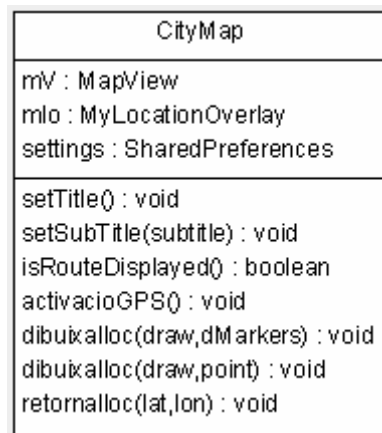 CityMap
mV : MapView
mlo : MyLocationOverlay
settings : SharedPreferences
setTitle() : void
setSubTitle(subtitle) : void
isRouteDisplayed() : boolean
activacioGPS() : void
dibuixalloc(draw,dMarkers) : void
dibuixalloc(draw,point) : void
retornalloc(lat,lon) : void